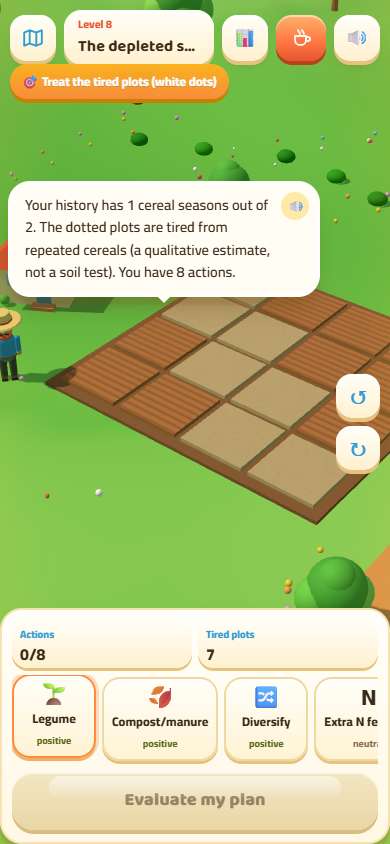 Level 8
The depleted s...
Treat the tired plots (white dots)
Your history has 1 cereal seasons out of
2. The dotted plots are tired from
repeated cereals (a qualitative estimate,
not a soil test). You have 8 actions.
Actions
0/8
Tired plots
7
Legume
positive
Compost/manure
positive
Diversify
positive
N
Extra N fe
neutra
Evaluate my plan